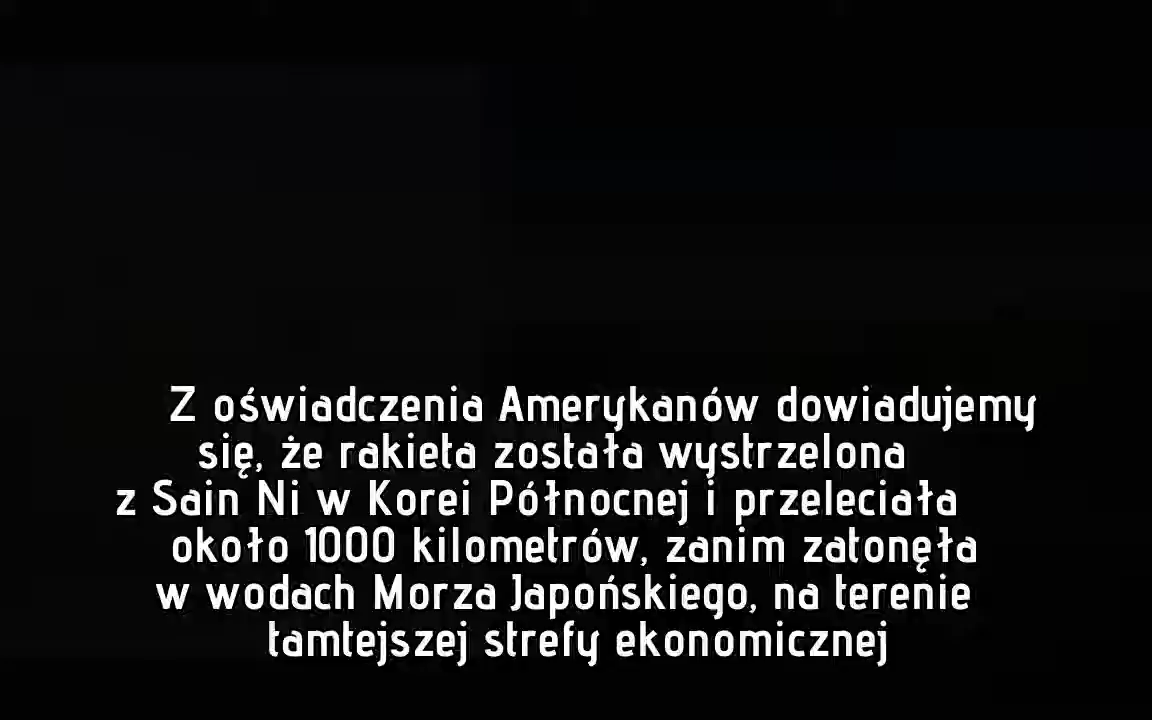 Z oświadczenia Amerykanów dowiadujemy
się, że rakieta została wystrzelona
z Sain Ni w Korei Północnej i przeleciała
około 1000 kilometrów, zanim zatonęła
w wodach Morza Japońskiego, na terenie
tamtejszej strefy ekonomicznej